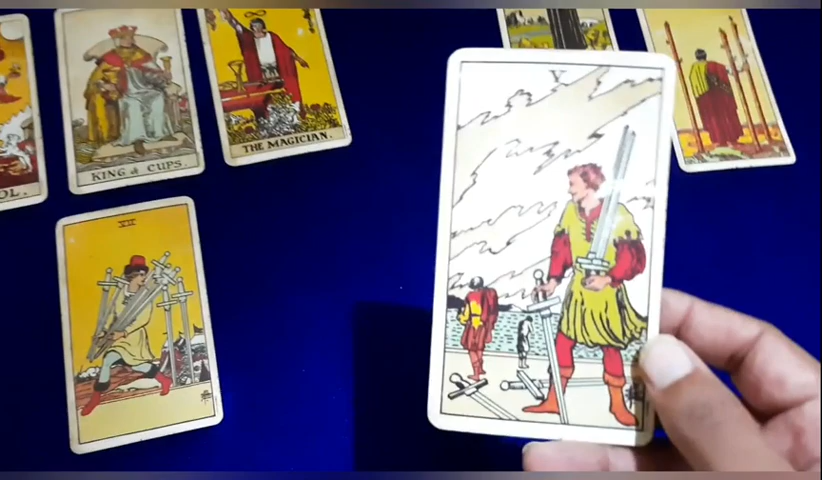 OL.
KING of CUPS.
THE MAGICIAN.
V
VII